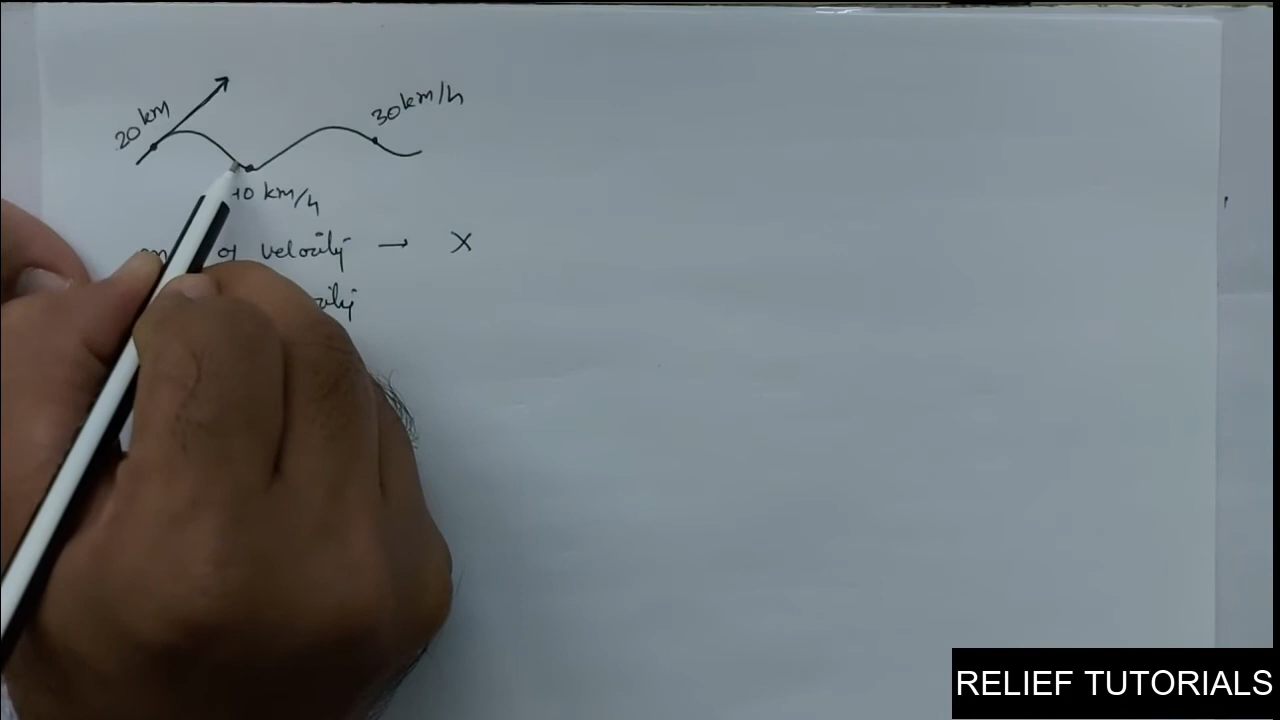 20 km
30 km/h
10 km/h
of velocity → X
RELIEF TUTORIALS